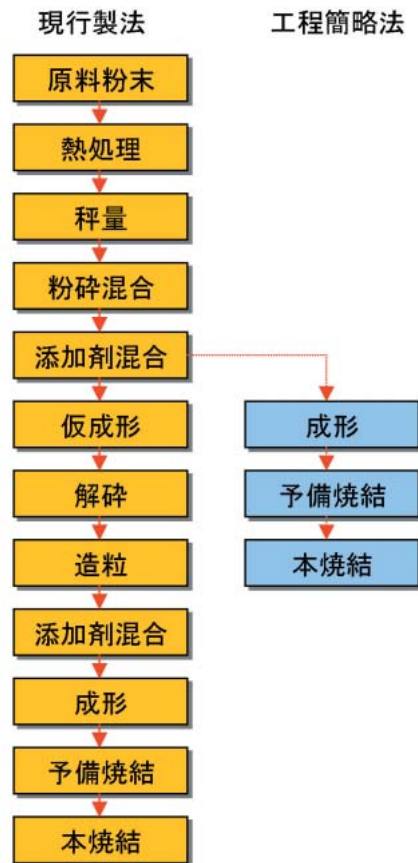 現行製法
工程簡略法
原料粉末
熱処理
秤量
粉砕混合
添加剤混合
仮成形
解砕
造粒
添加剤混合
成形
予備焼結
本焼結
成形
予備焼結
本焼結